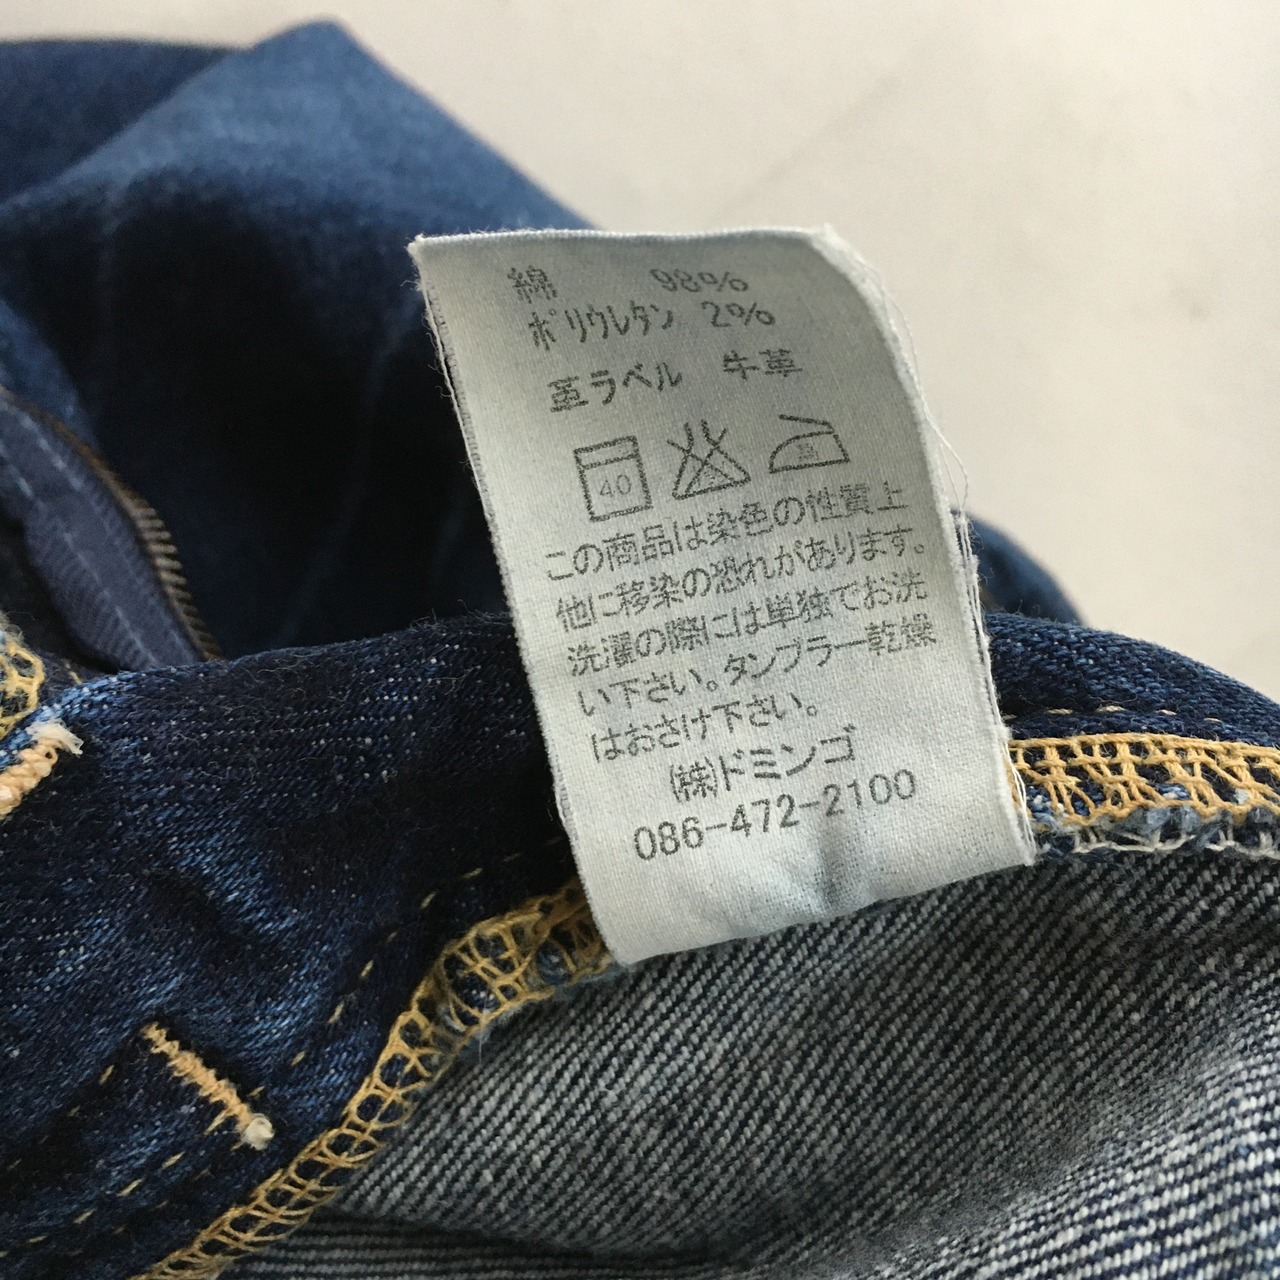 綿 98%
ポリウレタン 2%
革ラベル 牛革
40
この商品は染色の性質上
他に移染の恐れがあります。
洗濯の際には単独でお洗
い下さい。タンブラー乾燥
はおさけ下さい。
(株)ドミンゴ
086-472-2100